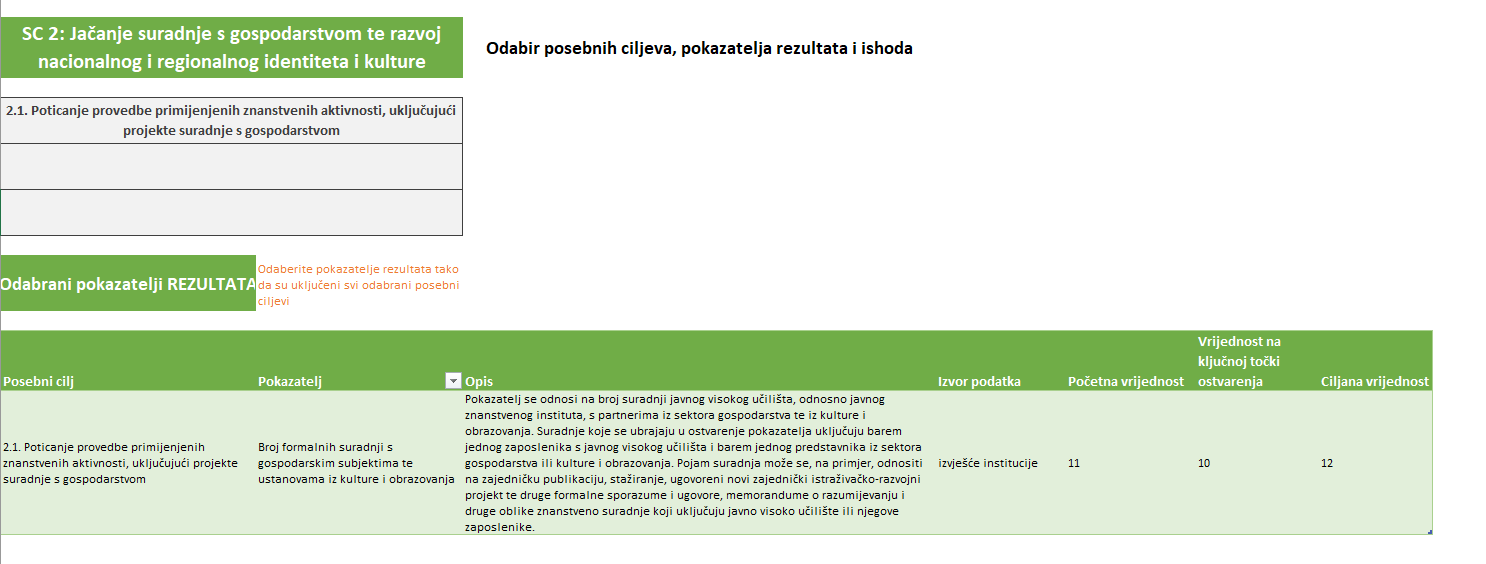 SC 2: Jačanje suradnje s gospodarstvom te razvoj
nacionalnog i regionalnog identiteta i kulture
Odabir posebnih ciljeva, pokazatelja rezultata i ishoda
2.1. Poticanje provedbe primijenjenih znanstvenih aktivnosti, uključujući
projekte suradnje s gospodarstvom
Odabrani pokazatelji REZULTATA
Odaberite pokazatelje rezultata tako
da su uključeni svi odabrani posebni
ciljevi
Posebni cilj
Pokazatelj
Opis
Izvor podatka
Početna vrijednost
Vrijednost na
ključnoj točki
ostvarenja
Ciljana vrijednost
2.1. Poticanje provedbe primijenjenih
znanstvenih aktivnosti, uključujući projekte
suradnje s gospodarstvom
Broj formalnih suradnji s
gospodarskim subjektima te
ustanovama iz kulture i obrazovanja
Pokazatelj se odnosi na broj suradnji javnog visokog učilišta, odnosno javnog
znanstvenog instituta, s partnerima iz sektora gospodarstva te iz kulture i
obrazovanja. Suradnje koje se ubrajaju u ostvarenje pokazatelja uključuju barem
jednog zaposlenika s javnog visokog učilišta i barem jednog predstavnika iz sektora
gospodarstva ili kulture i obrazovanja. Pojam suradnja može se, na primjer, odnositi
na zajedničku publikaciju, stažiranje, ugovoreni novi zajednički istraživačko-razvojni
projekt te druge formalne sporazume i ugovore, memorandume o razumijevanju i
druge oblike znanstveno suradnje koji uključuju javno visoko učilište ili njegove
zaposlenike.
izvješće institucije
11
10
12